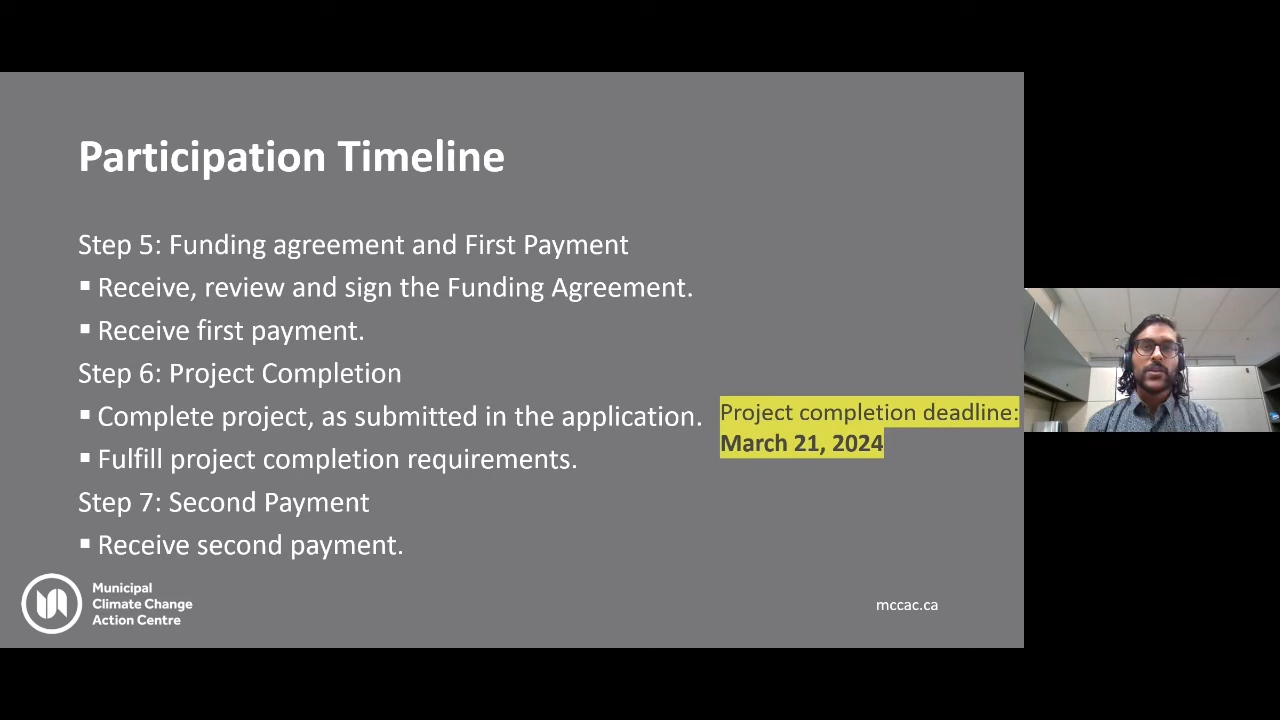 Participation Timeline
Step 5: Funding agreement and First Payment
▪ Receive, review and sign the Funding Agreement.
▪ Receive first payment.
Step 6: Project Completion
▪ Complete project, as submitted in the application.
Project completion deadline:
March 21, 2024
▪ Fulfill project completion requirements.
Step 7: Second Payment
▪ Receive second payment.
Municipal
Climate Change
Action Centre
mccac.ca